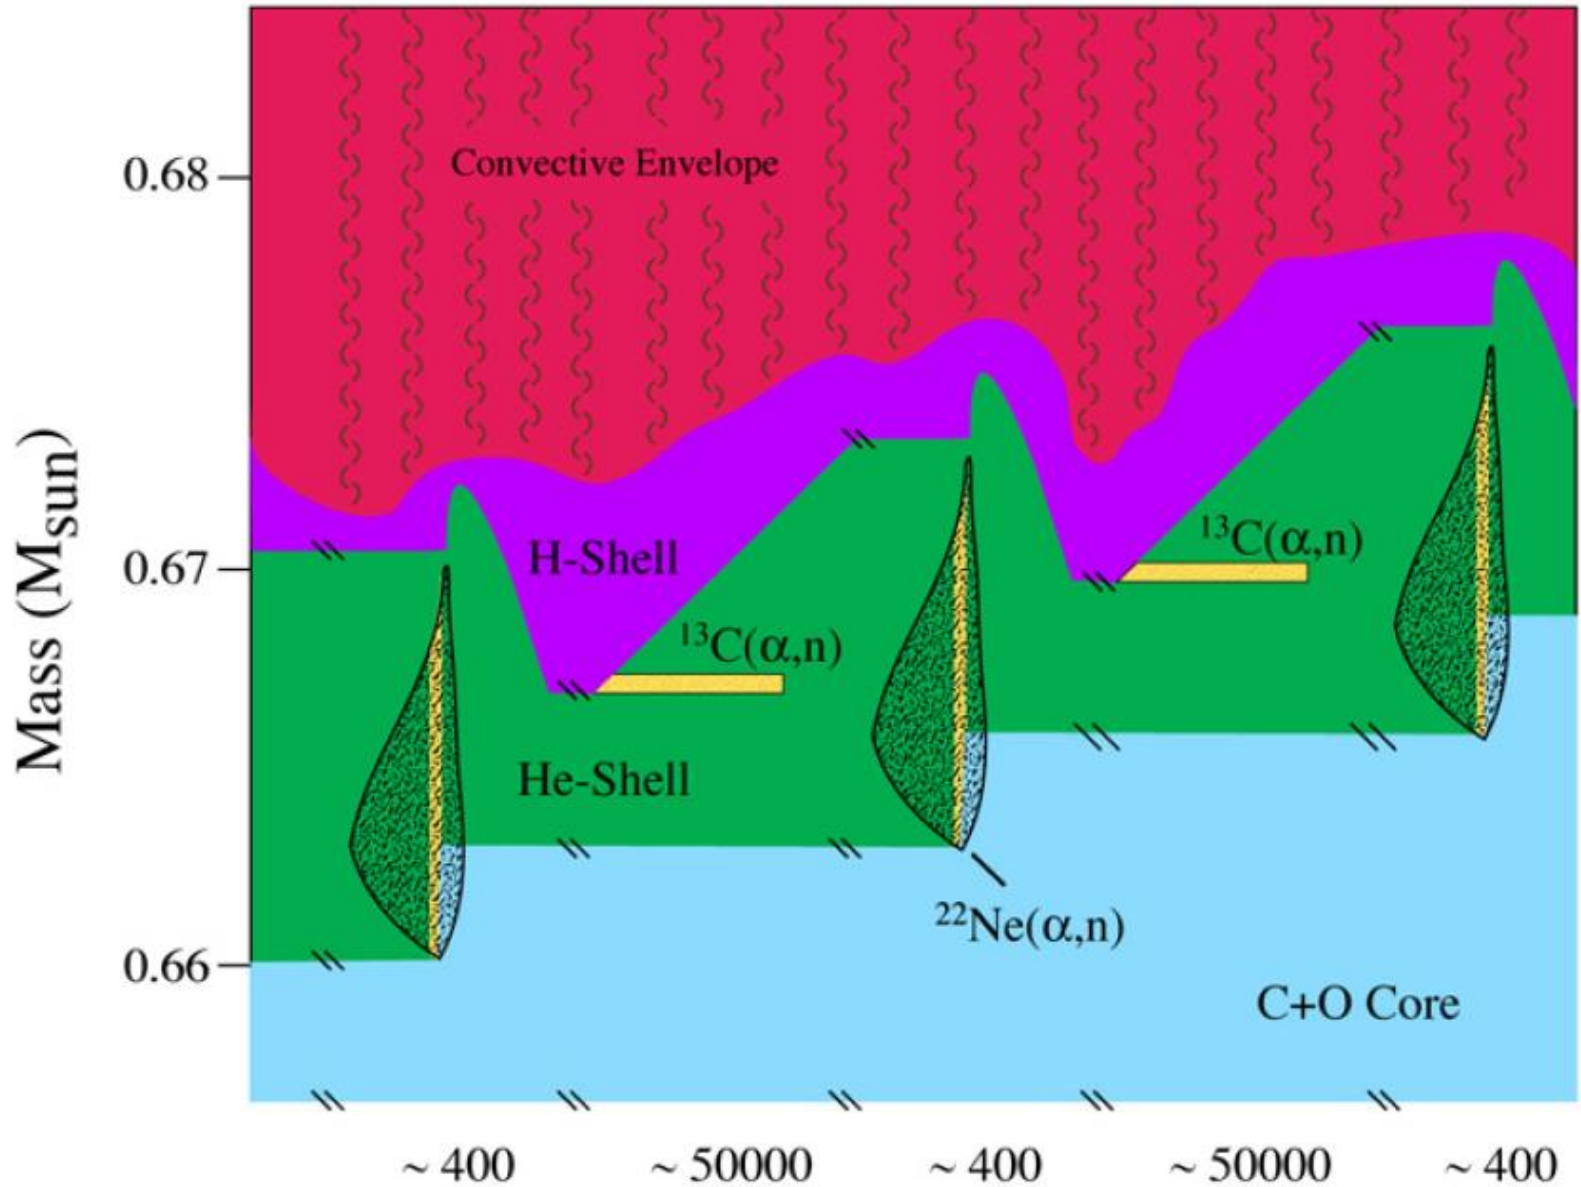 0.68
Convective Envelope
Mass (Msun)
0.67
H-Shell
¹³C(α,n)
¹³C(α,n)
He-Shell
²²Ne(α,n)
0.66
C+O Core
~ 400 ~ 50000 ~ 400 ~ 50000 ~ 400